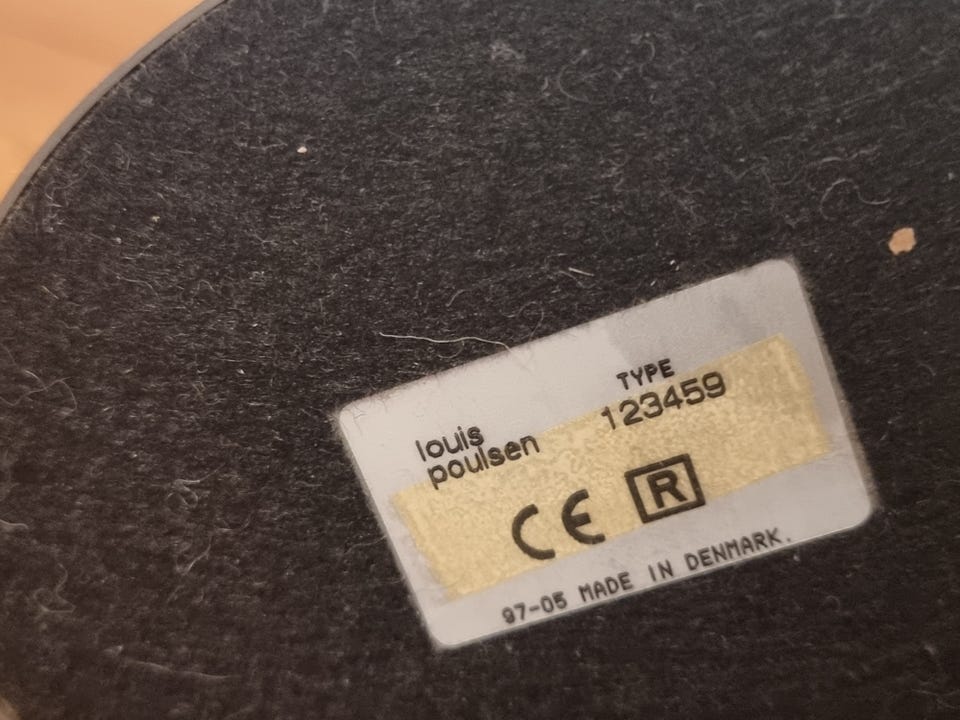 louis
poulsen
TYPE
123459
CE R
97-05 MADE IN DENMARK.